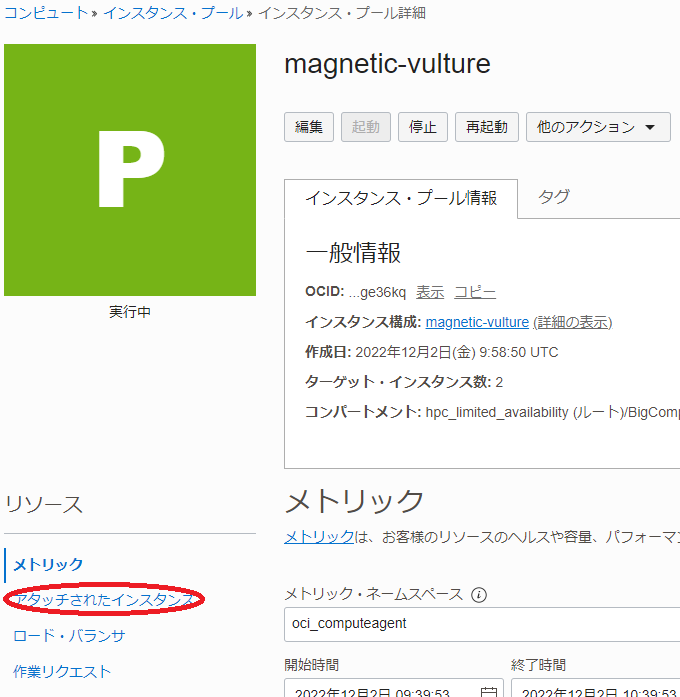 コンピュート » インスタンス・プール » インスタンス・プール詳細
P
実行中
magnetic-vulture
編集 起動 停止 再起動 他のアクション
インスタンス・プール情報 タグ
一般情報
OCID: ...ge36kq 表示 コピー
インスタンス構成: magnetic-vulture (詳細の表示)
作成日: 2022年12月2日(金) 9:58:50 UTC
ターゲット・インスタンス数: 2
コンパートメント: hpc_limited_availability (ルート)/BigComp
リソース
メトリック
アタッチされたインスタンス
ロード・バランサ
作業リクエスト
メトリック
メトリックは、お客様のリソースのヘルスや容量、パフォーマ
メトリック・ネームスペース
oci_computeagent
開始時間 終了時間
2022年12月2日 09:39:53 2022年12月2日 10:39:53